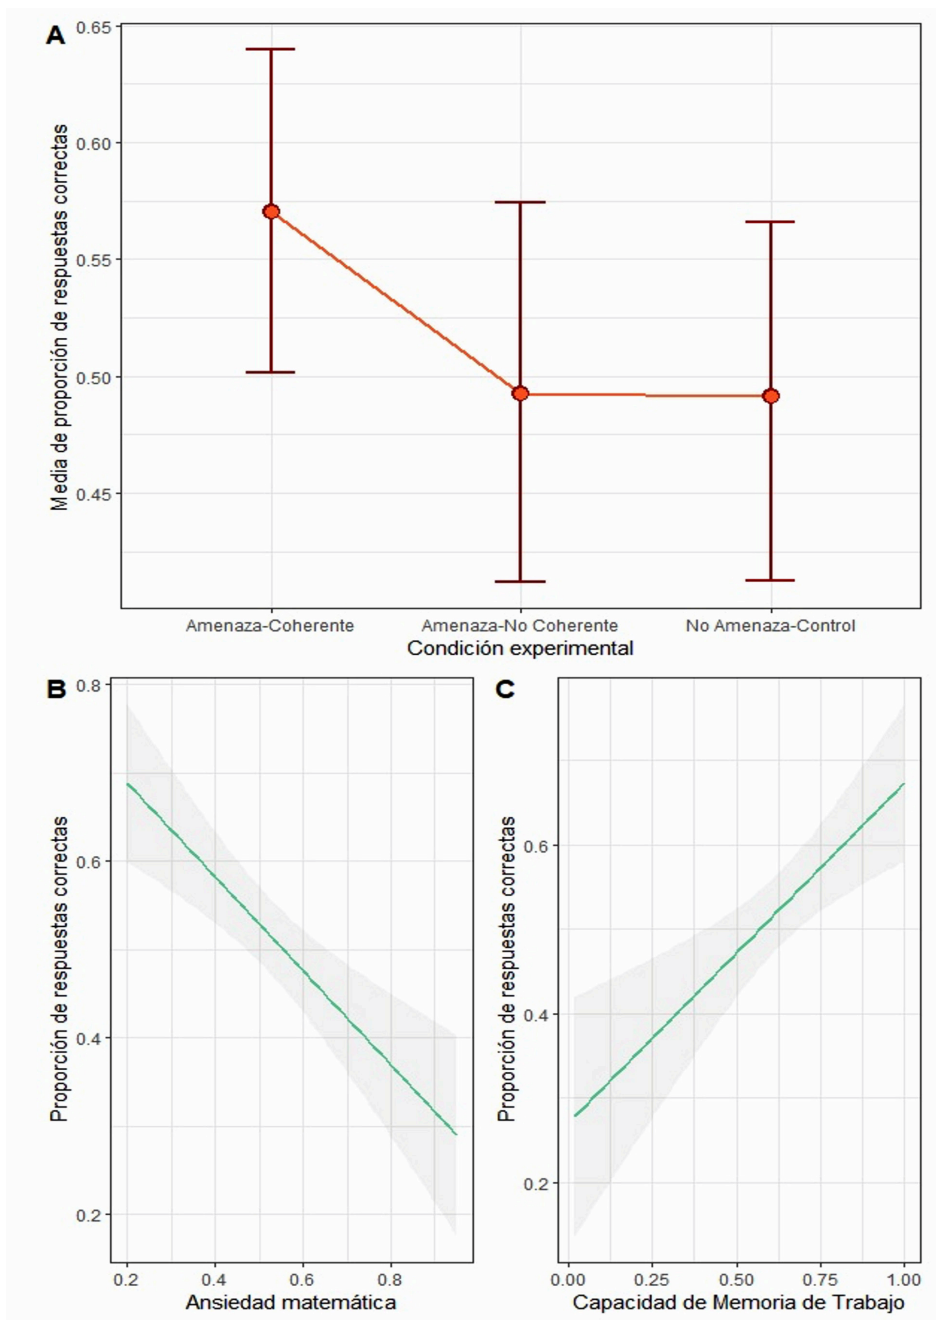 A
Media de proporción de respuestas correctas
0.65
0.60
0.55
0.50
0.45
Amenaza-Coherente
Amenaza-No Coherente
No Amenaza-Control
Condición experimental
B
Proporción de respuestas correctas
0.8
0.6
0.4
0.2
0.2
0.4
0.6
0.8
Ansiedad matemática
C
Proporción de respuestas correctas
0.6
0.4
0.2
0.00
0.25
0.50
0.75
1.00
Capacidad de Memoria de Trabajo